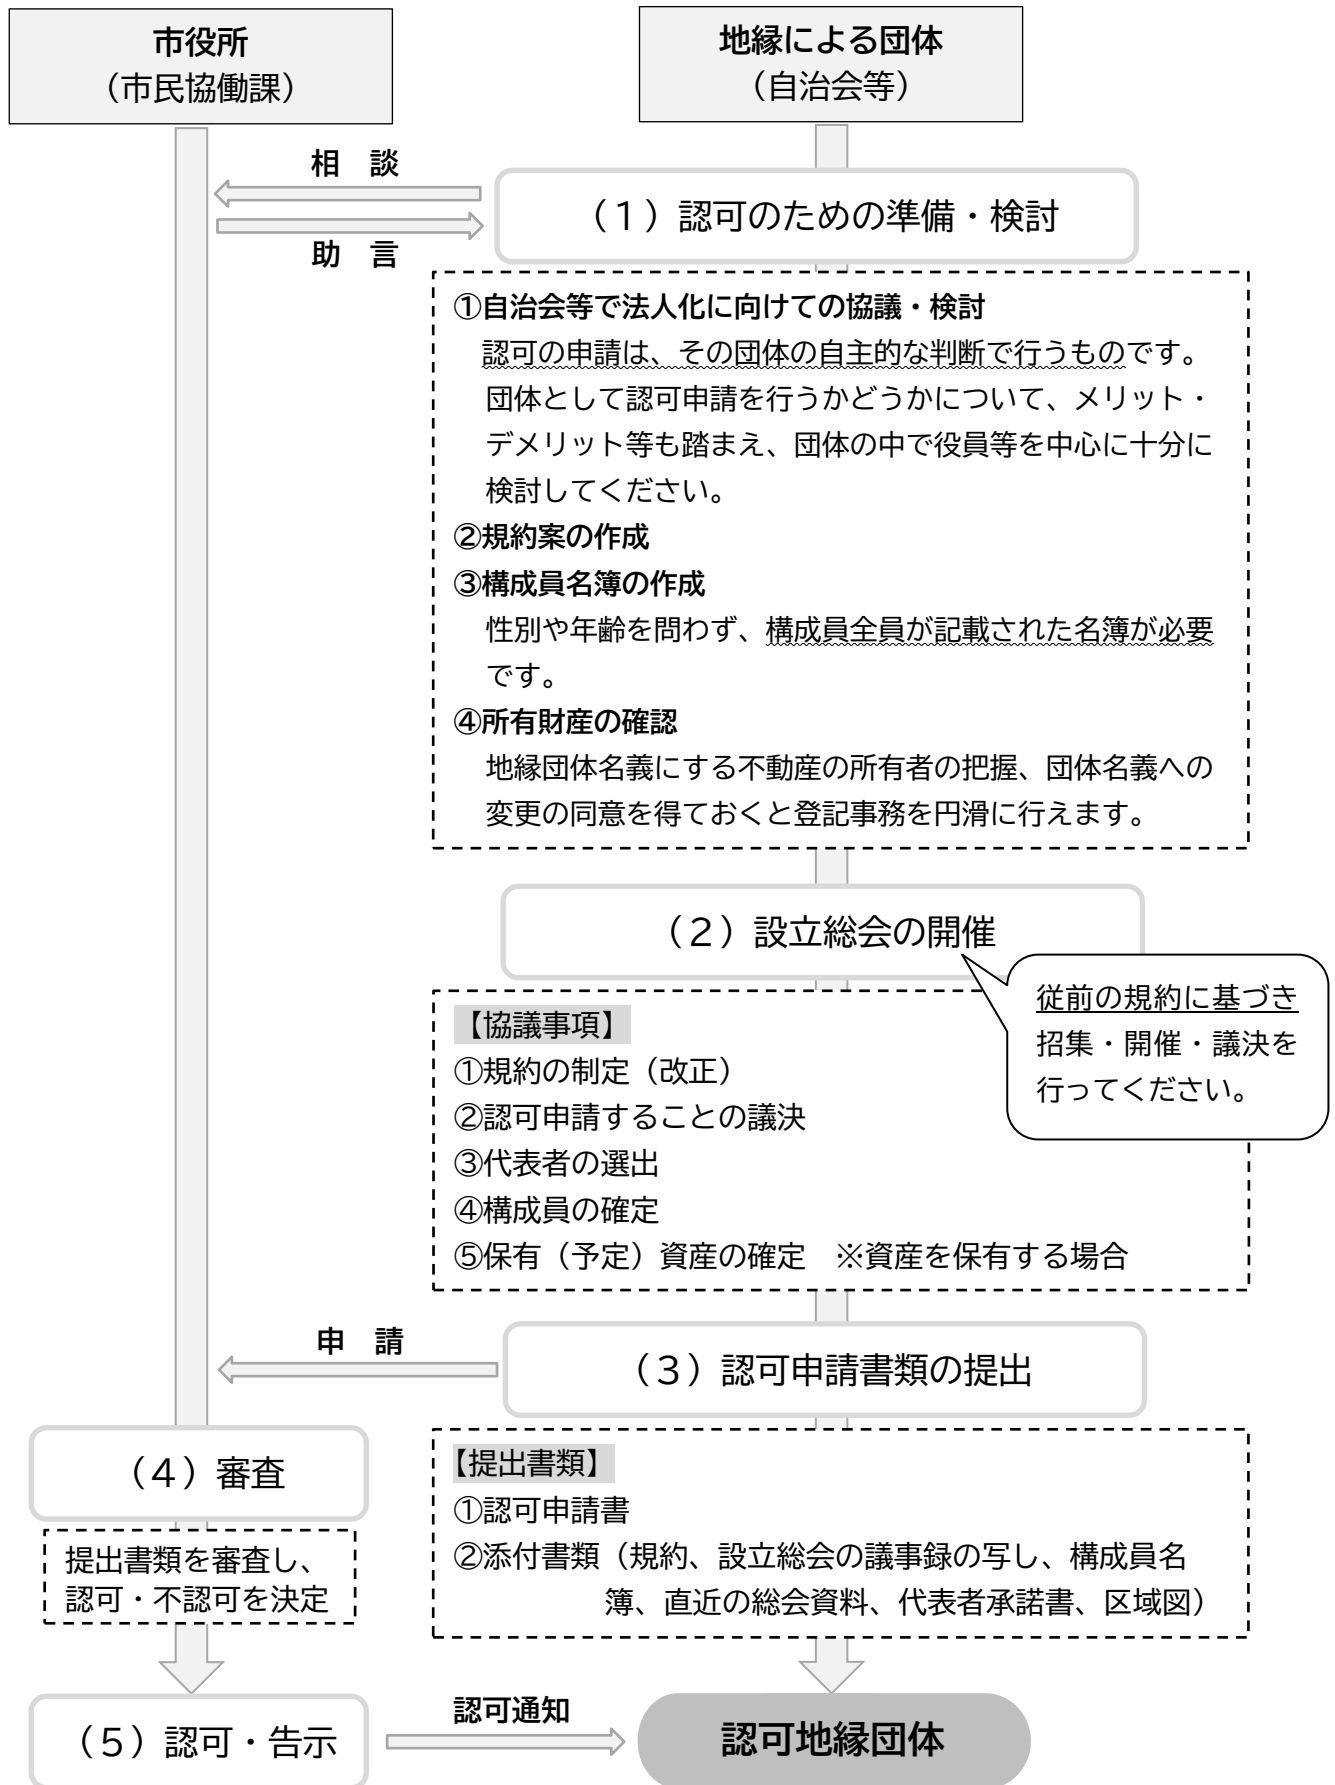 市役所
（市民協働課）
地縁による団体
（自治会等）
相　談
助　言
（１）認可のための準備・検討
①自治会等で法人化に向けての協議・検討
認可の申請は、その団体の自主的な判断で行うものです。
団体として認可申請を行うかどうかについて、メリット・
デメリット等も踏まえ、団体の中で役員等を中心に十分に
検討してください。
②規約案の作成
③構成員名簿の作成
性別や年齢を問わず、構成員全員が記載された名簿が必要
です。
④所有財産の確認
地縁団体名義にする不動産の所有者の把握、団体名義への
変更の同意を得ておくと登記事務を円滑に行えます。
（２）設立総会の開催
従前の規約に基づき
招集・開催・議決を
行ってください。
【協議事項】
①規約の制定（改正）
②認可申請することの議決
③代表者の選出
④構成員の確定
⑤保有（予定）資産の確定　※資産を保有する場合
申　請
（３）認可申請書類の提出
（４）審査
提出書類を審査し、
認可・不認可を決定
【提出書類】
①認可申請書
②添付書類（規約、設立総会の議事録の写し、構成員名
簿、直近の総会資料、代表者承諾書、区域図）
（５）認可・告示
認可通知
認可地縁団体